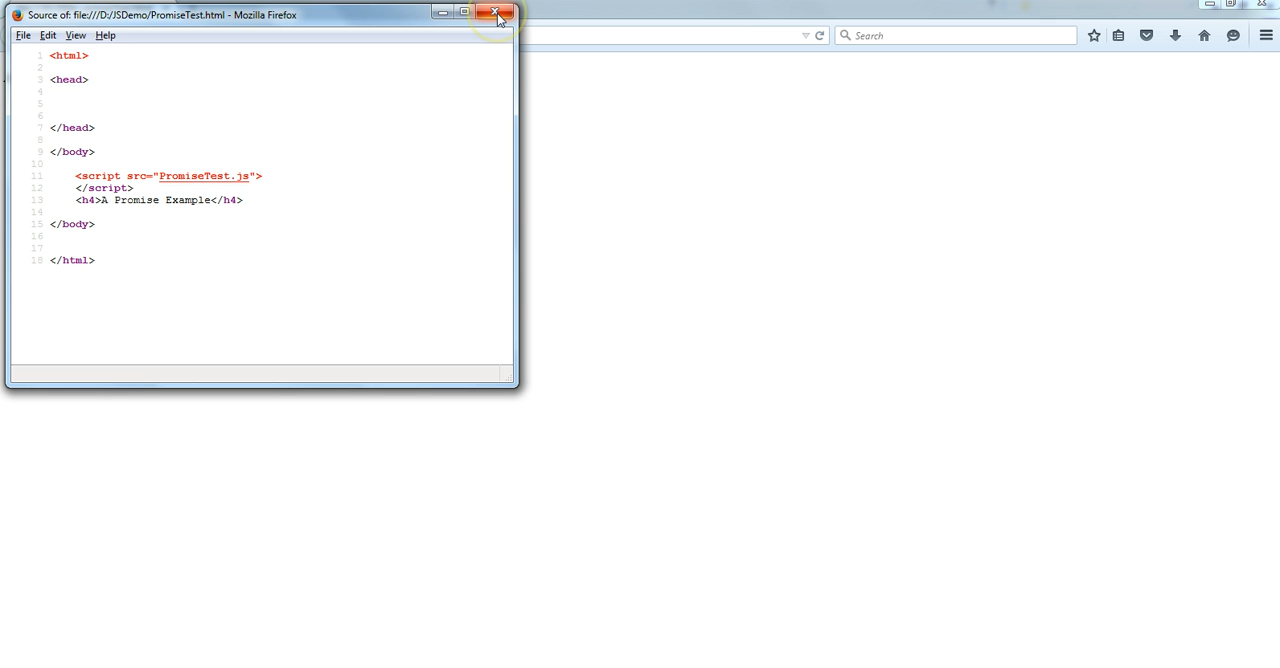 Source of: file:///D:/JSDemo/PromiseTest.html - Mozilla Firefox
File Edit View Help
Search
1 <html>
2
3 <head>
4
5
6
7 </head>
8
9 </body>
10
11 <script src="PromiseTest.js">
12 </script>
13 <h4>A Promise Example</h4>
14
15 </body>
16
17
18 </html>